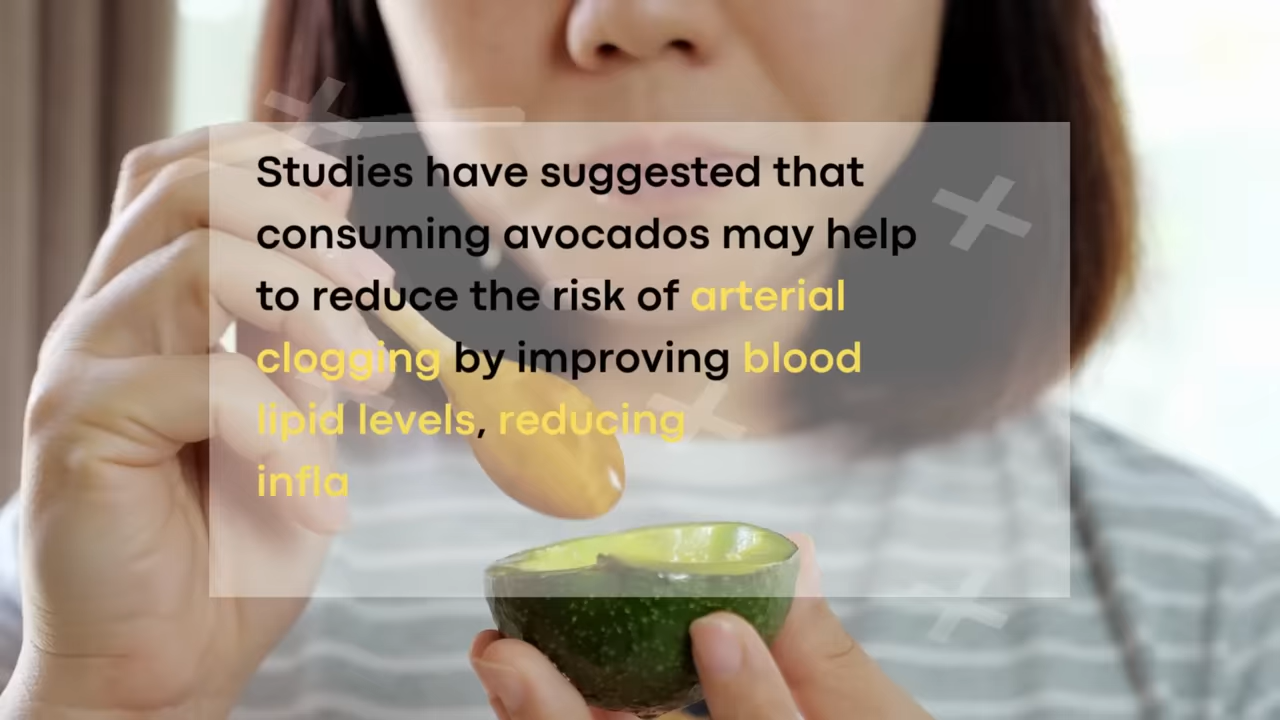 Studies have suggested that
consuming avocados may help
to reduce the risk of arterial
clogging by improving blood
lipid levels, reducing
infla